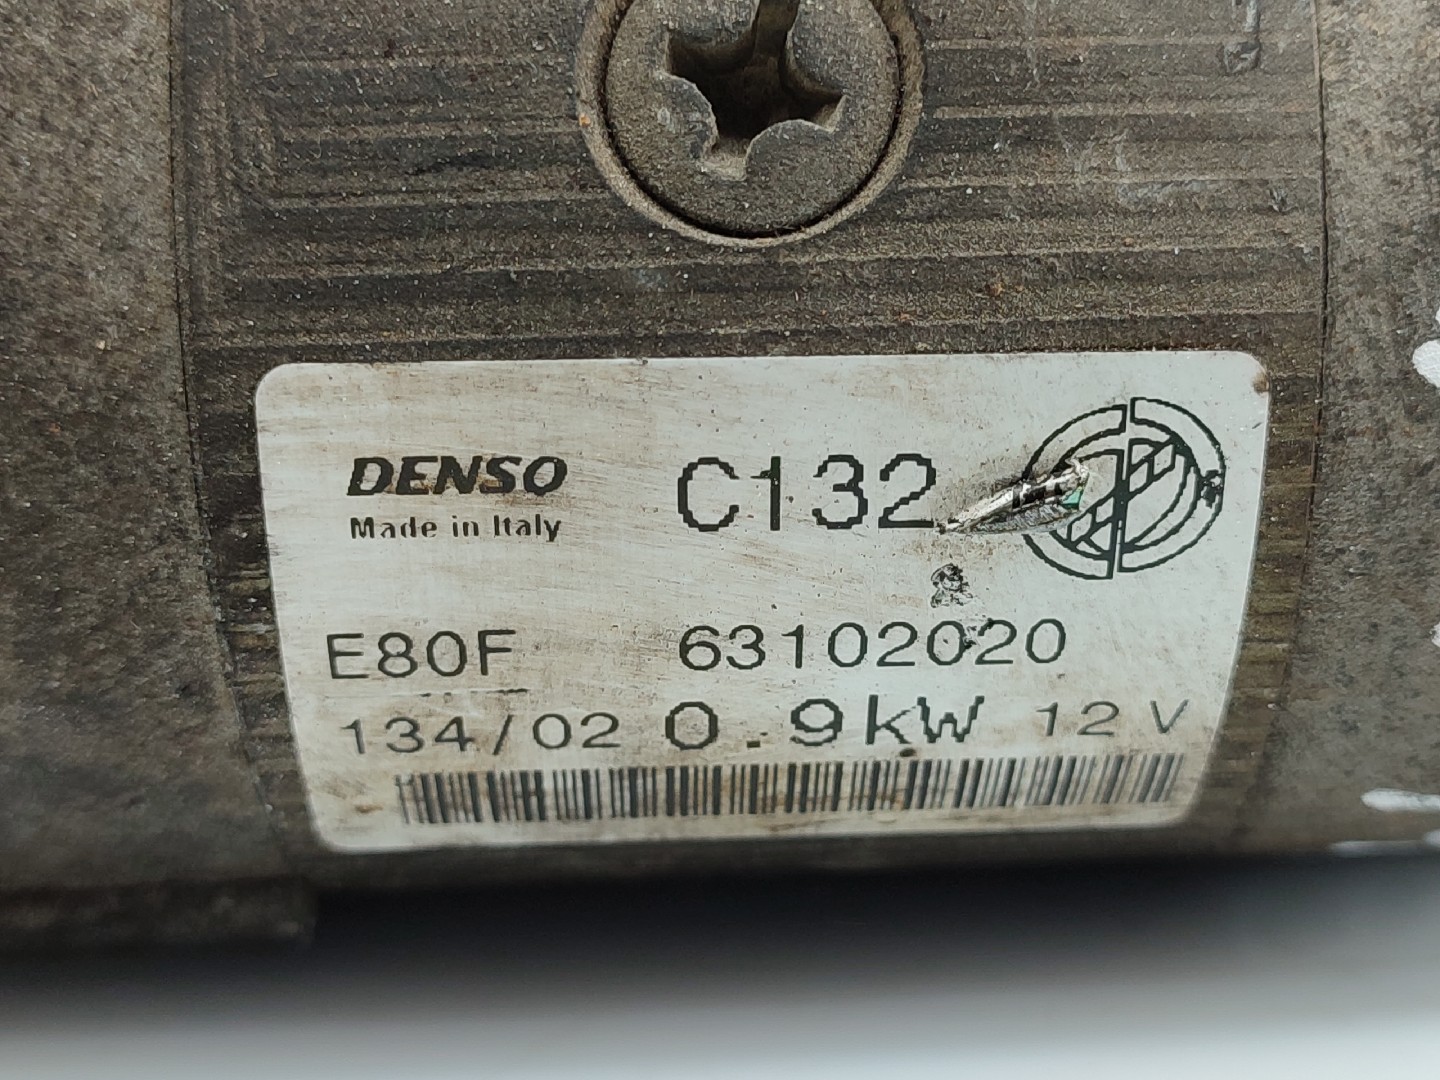 DENSO C132
Made in Italy
E80F 63102020
134/02 0.9kW 12V